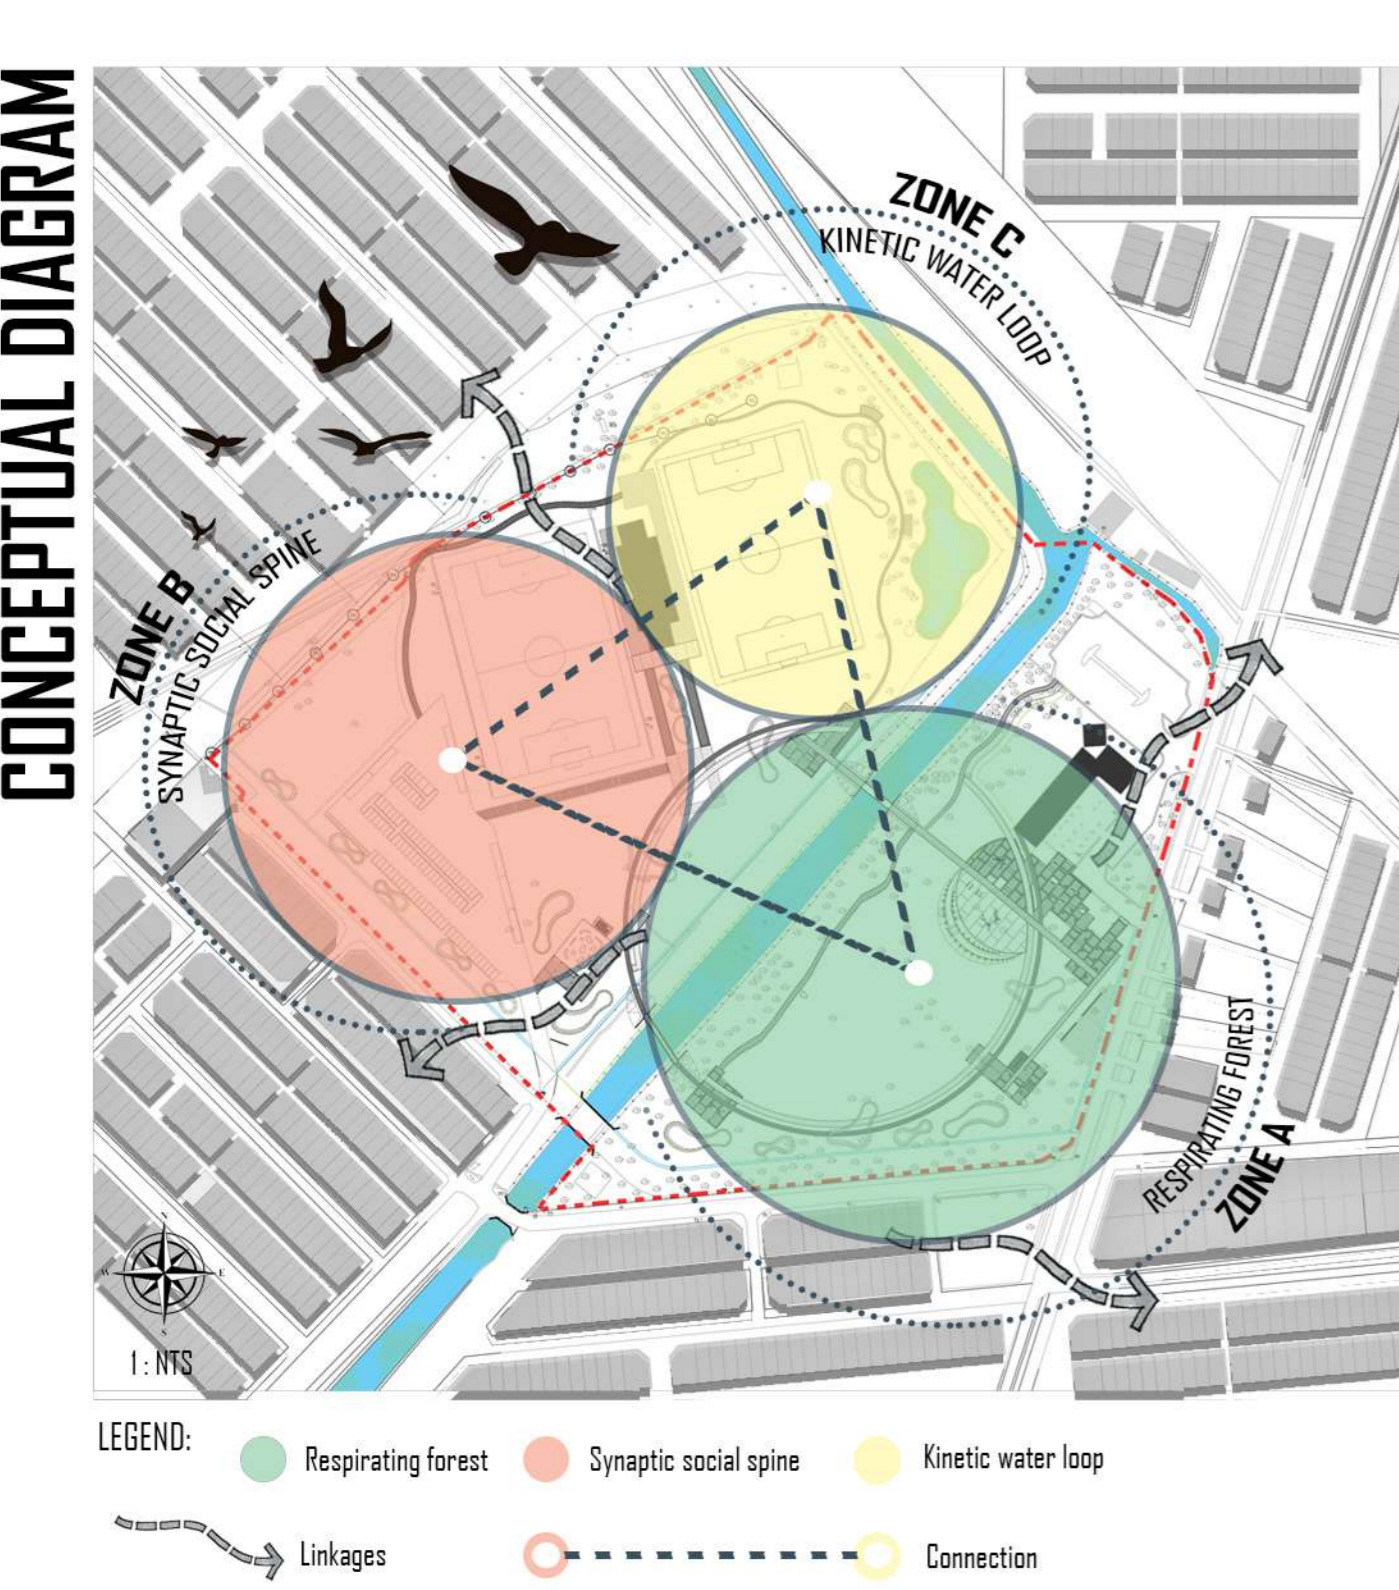 CONCEPTUAL DIAGRAM
ZONE C
KINETIC WATER LOOP
ZONE B
SYNAPTIC SOCIAL SPINE
RESPIRATING FOREST
ZONE A
N
W
E
S
1 : NTS
LEGEND:
Respirating forest
Synaptic social spine
Kinetic water loop
Linkages
Connection